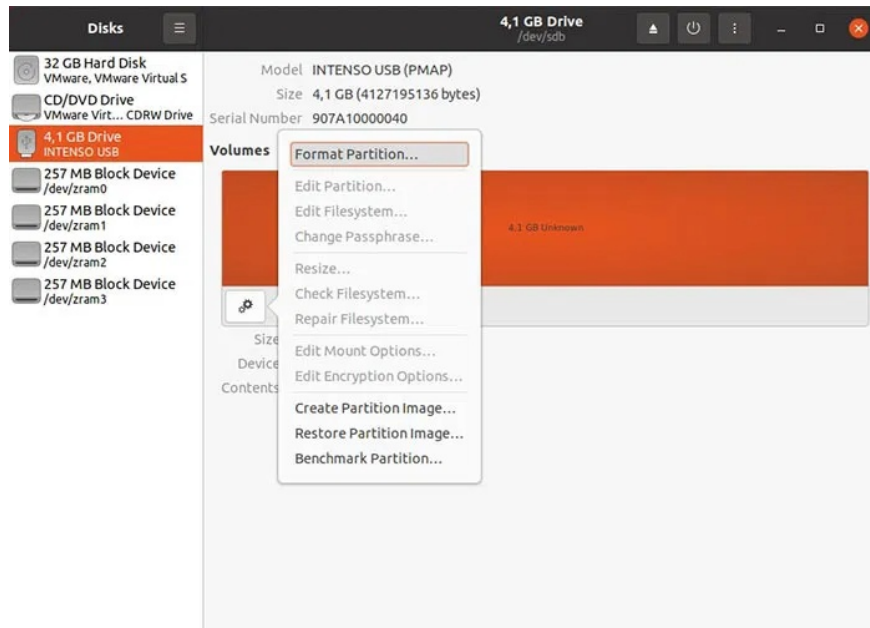 Disks
4,1 GB Drive
/dev/sdb
32 GB Hard Disk
VMware, VMware Virtual S
CD/DVD Drive
VMware Virt... CDRW Drive
4,1 GB Drive
INTENSO USB
257 MB Block Device
/dev/zram0
257 MB Block Device
/dev/zram1
257 MB Block Device
/dev/zram2
257 MB Block Device
/dev/zram3
Model INTENSO USB (PMAP)
Size 4,1 GB (4127195136 bytes)
Serial Number 907A10000040
Volumes
4.1 GB Unknown
Size
Device
Contents
Format Partition...
Edit Partition...
Edit Filesystem...
Change Passphrase...
Resize...
Check Filesystem...
Repair Filesystem...
Edit Mount Options...
Edit Encryption Options...
Create Partition Image...
Restore Partition Image...
Benchmark Partition...